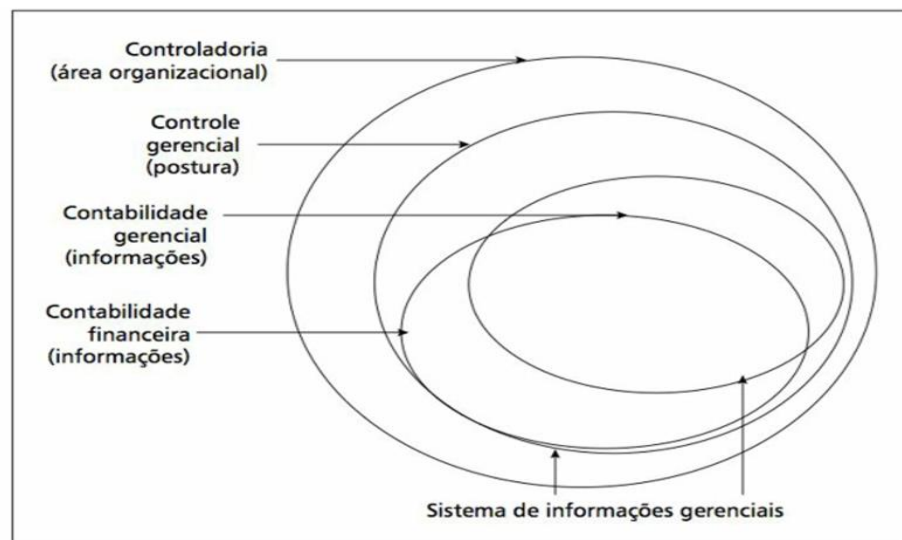 Controladoria
(área organizacional)
Controle
gerencial
(postura)
Contabilidade
gerencial
(informações)
Contabilidade
financeira
(informações)
Sistema de informações gerenciais